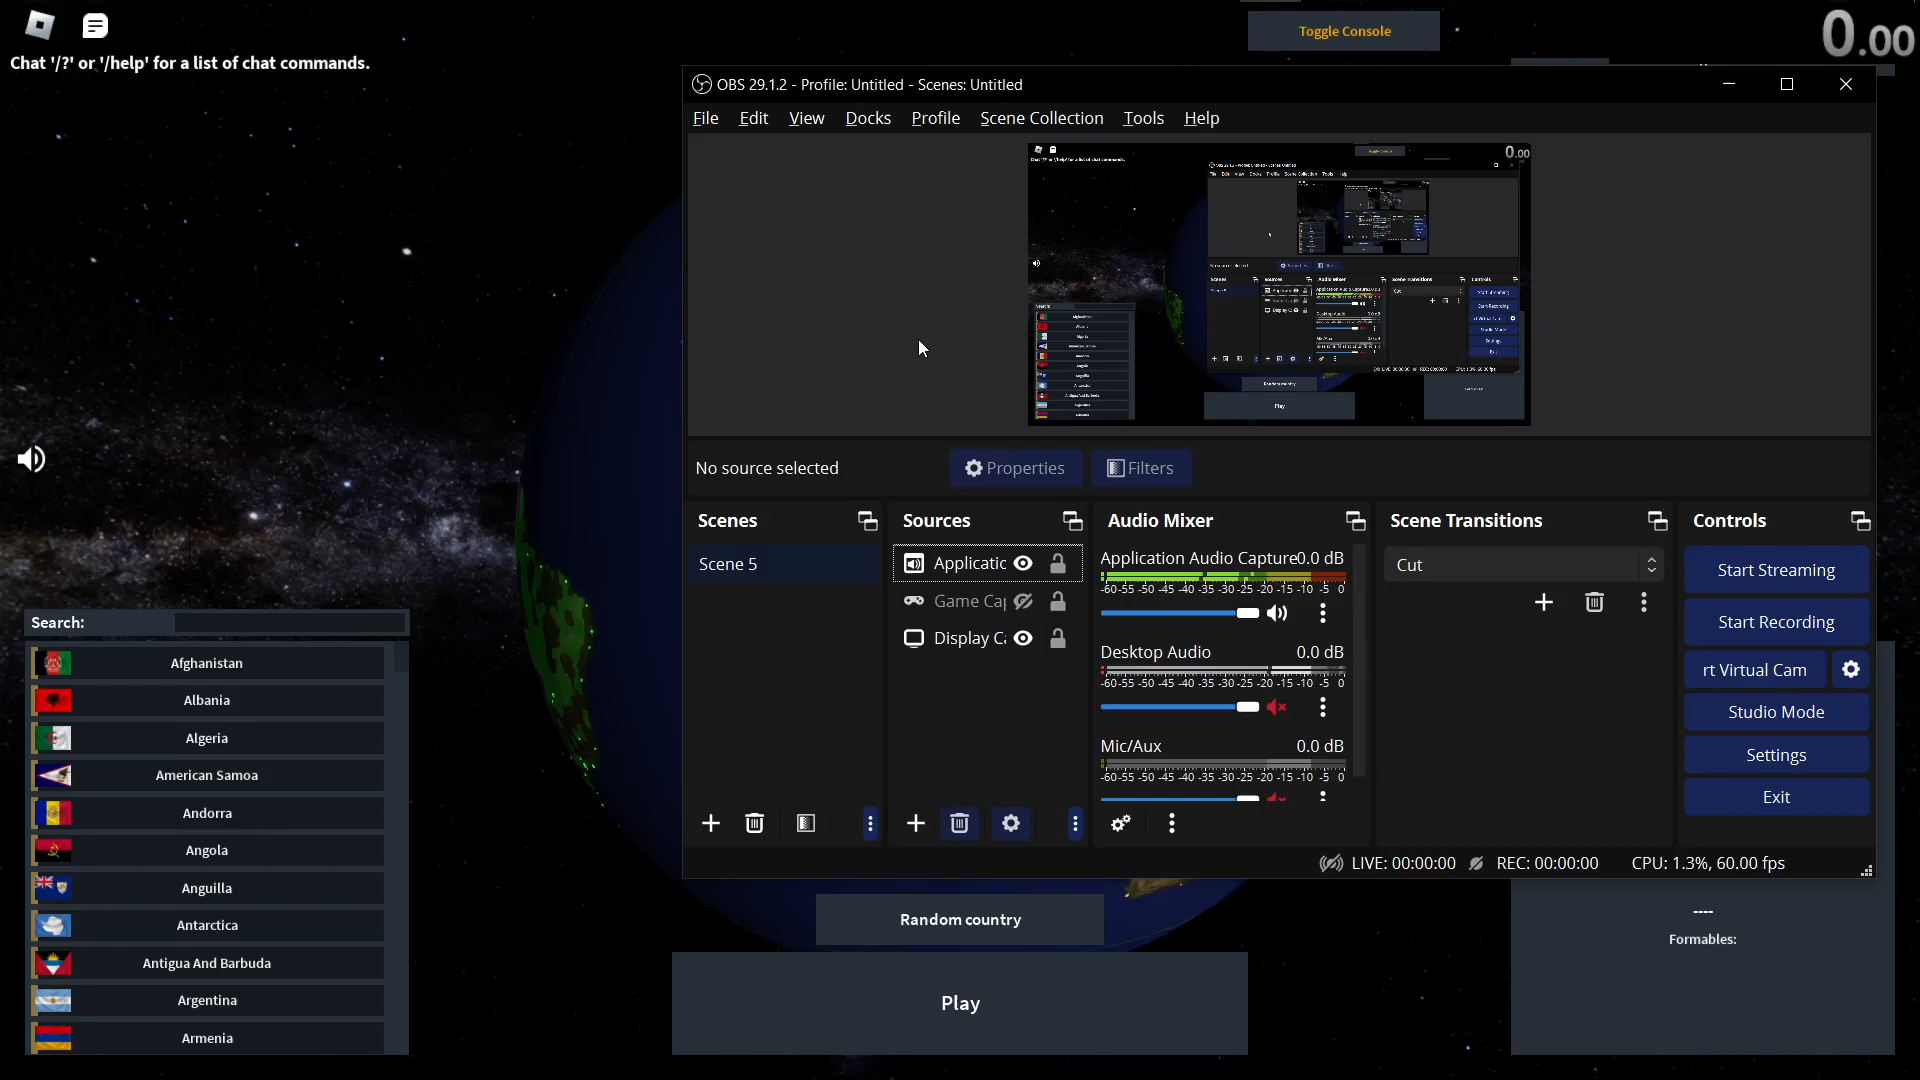 Chat '/?' or '/help' for a list of chat commands.
Toggle Console
0.00
OBS 29.1.2 - Profile: Untitled - Scenes: Untitled
File Edit View Docks Profile Scene Collection Tools Help
No source selected
Properties
Filters
Scenes
Scene 5
Sources
Applicatic
Game Ca
Display Ca
Audio Mixer
Application Audio Capture 0.0 dB
-60 -55 -50 -45 -40 -35 -30 -25 -20 -15 -10 -5 0
Desktop Audio 0.0 dB
-60 -55 -50 -45 -40 -35 -30 -25 -20 -15 -10 -5 0
Mic/Aux 0.0 dB
-60 -55 -50 -45 -40 -35 -30 -25 -20 -15 -10 -5 0
Scene Transitions
Cut
Controls
Start Streaming
Start Recording
rt Virtual Cam
Studio Mode
Settings
Exit
LIVE: 00:00:00 REC: 00:00:00 CPU: 1.3%, 60.00 fps
Search:
Afghanistan
Albania
Algeria
American Samoa
Andorra
Angola
Anguilla
Antarctica
Antigua And Barbuda
Argentina
Armenia
Random country
Play
----
Formables: